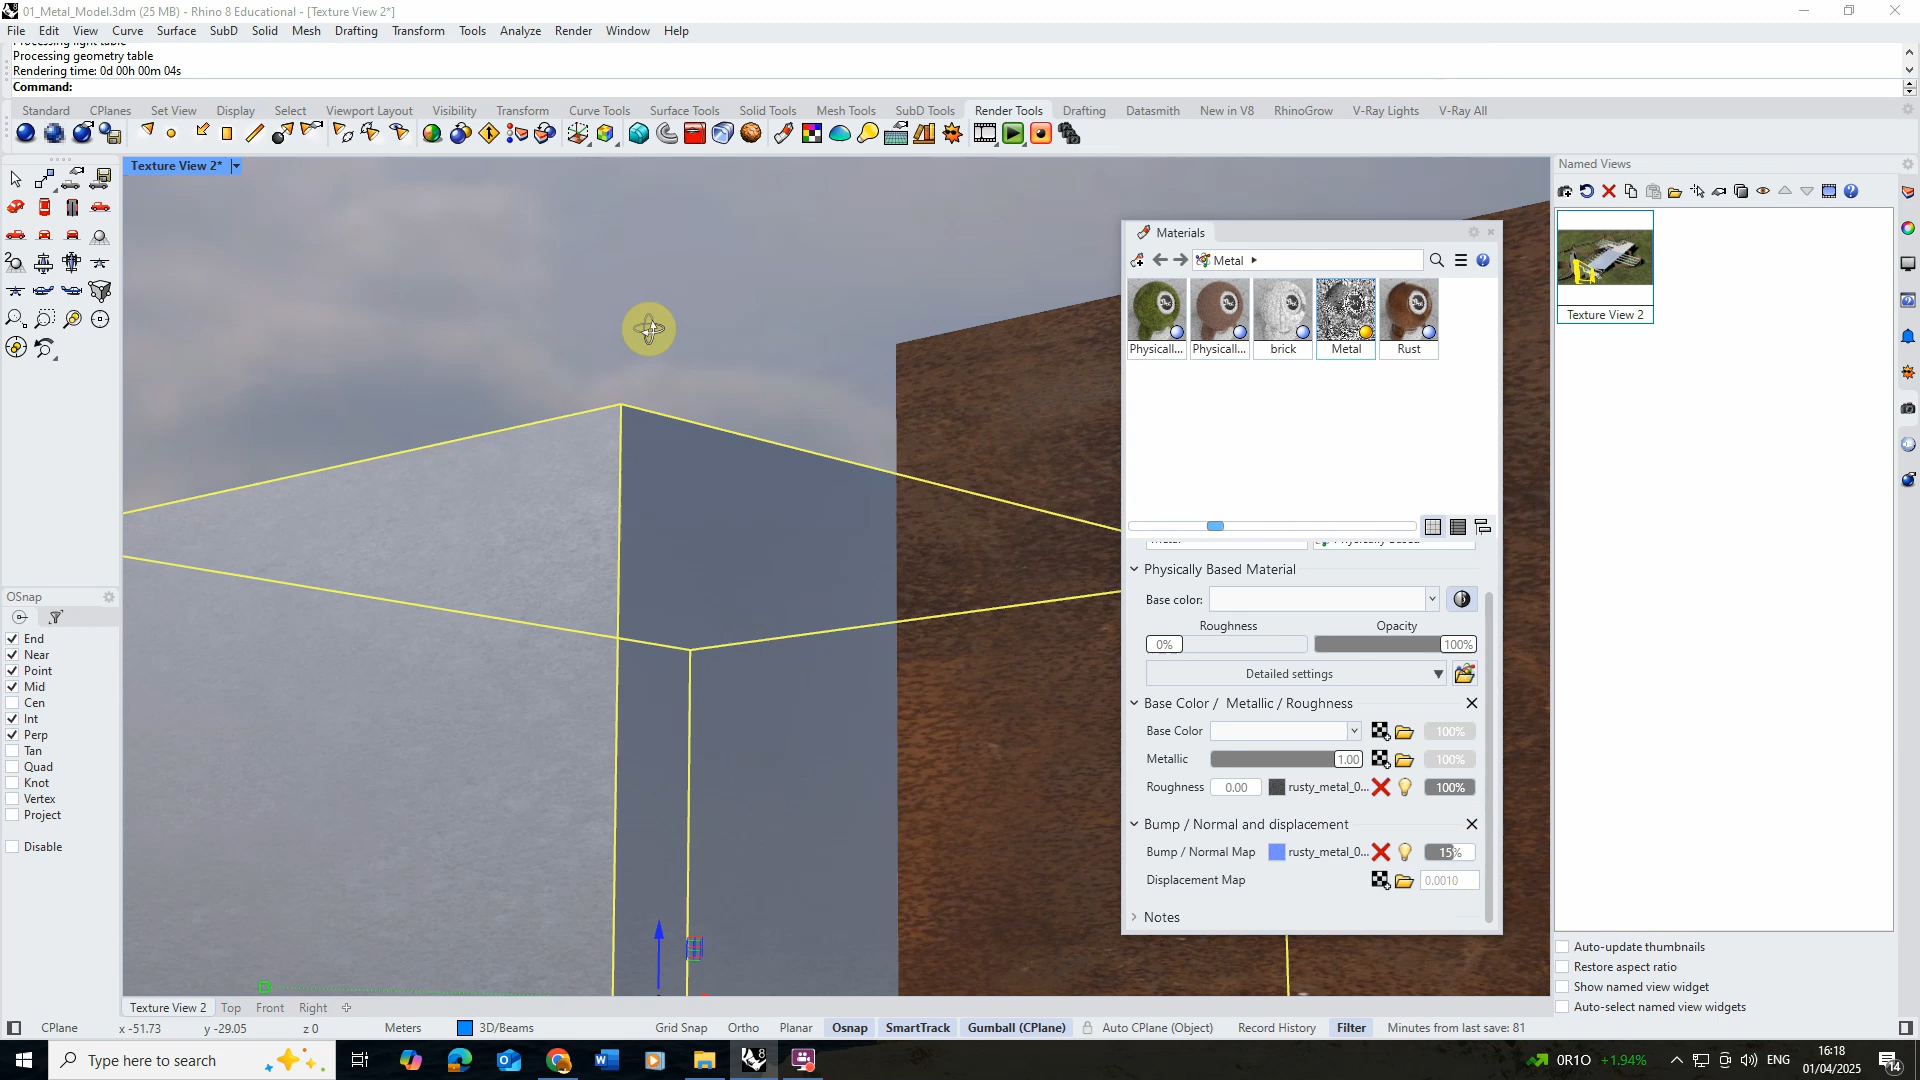 01_Metal_Model.3dm (25 MB) - Rhino 8 Educational - [Texture View 2*]
File Edit View Curve Surface SubD Solid Mesh Drafting Transform Tools Analyze Render Window Help
Processing light table
Processing geometry table
Rendering time: 0d 00h 00m 04s
Command:
Standard CPlanes Set View Display Select Viewport Layout Visibility Transform Curve Tools Surface Tools Solid Tools Mesh Tools SubD Tools Render Tools Drafting Datasmith New in V8 RhinoGrow V-Ray Lights V-Ray All
Texture View 2*
Named Views
Texture View 2
Materials
Metal
Physicall... Physicall... brick Metal Rust
Physically Based Material
Base color:
Roughness Opacity
0% 100%
Detailed settings
Base Color / Metallic / Roughness
Base Color 100%
Metallic 1.00 100%
Roughness 0.00 rusty_metal_0... 100%
Bump / Normal and displacement
Bump / Normal Map rusty_metal_0... 15%
Displacement Map 0.0010
Notes
OSnap
End
Near
Point
Mid
Cen
Int
Perp
Tan
Quad
Knot
Vertex
Project
Disable
Auto-update thumbnails
Restore aspect ratio
Show named view widget
Auto-select named view widgets
Texture View 2 Top Front Right
CPlane x -51.73 y -29.05 z 0 Meters 3D/Beams Grid Snap Ortho Planar Osnap SmartTrack Gumball (CPlane) Auto CPlane (Object) Record History Filter Minutes from last save: 81
Type here to search
0R1O +1.94%
ENG
16:18
01/04/2025
14